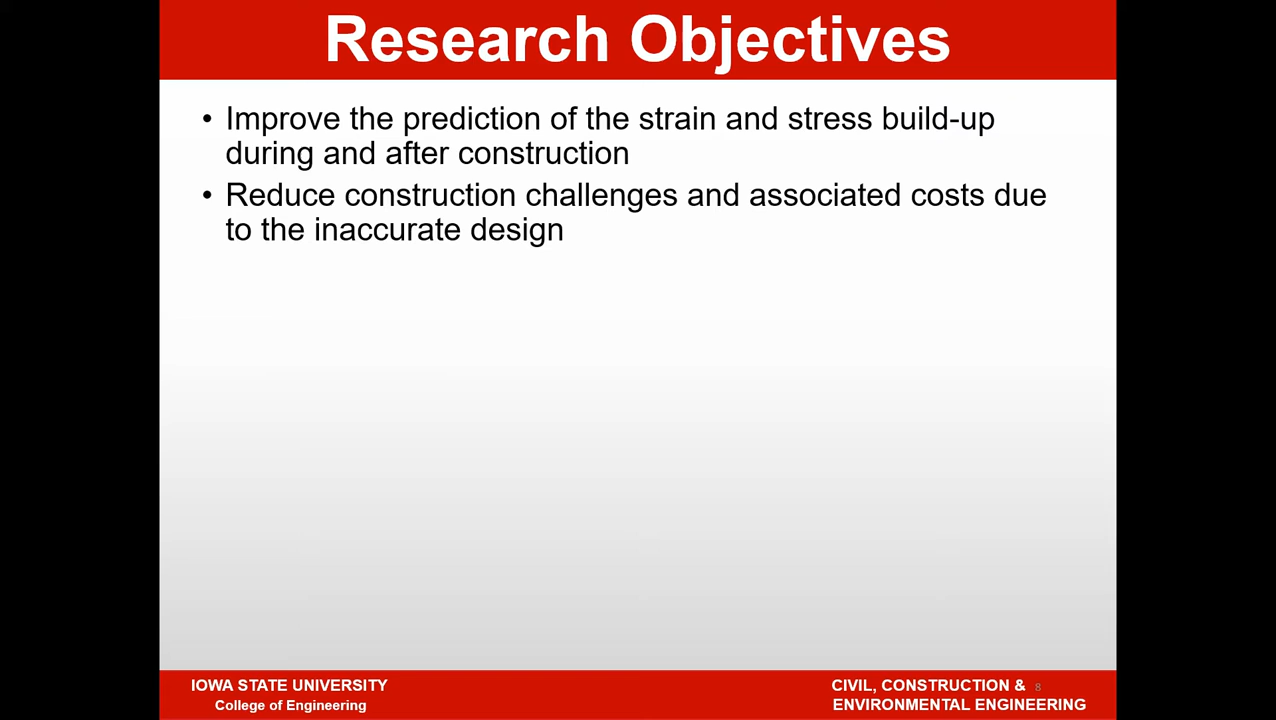 Research Objectives
• Improve the prediction of the strain and stress build-up
during and after construction
• Reduce construction challenges and associated costs due
to the inaccurate design
IOWA STATE UNIVERSITY
College of Engineering
CIVIL, CONSTRUCTION & 8
ENVIRONMENTAL ENGINEERING